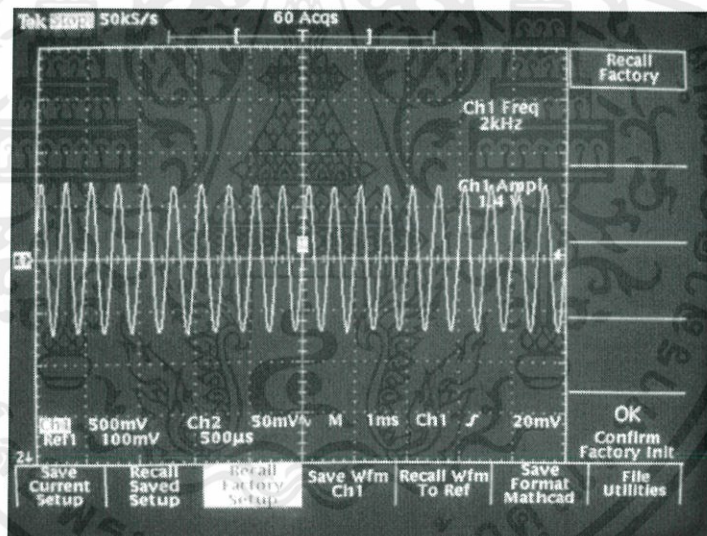 Tek Stop 50kS/s 60 Acqs
[ T ]
Recall
Factory
Ch1 Freq
2kHz
Ch1 Ampl
1.4 V
Ch1 500mV Ch2 50mV∿ M 1ms Ch1 ∫ 20mV
Ref1 100mV 500µs
OK
Confirm
Factory Init
Save
Current
Setup
Recall
Saved
Setup
Recall
Factory
Setup
Save Wfm
Ch1
Recall Wfm
To Ref
Save
Format
Mathcad
File
Utilities